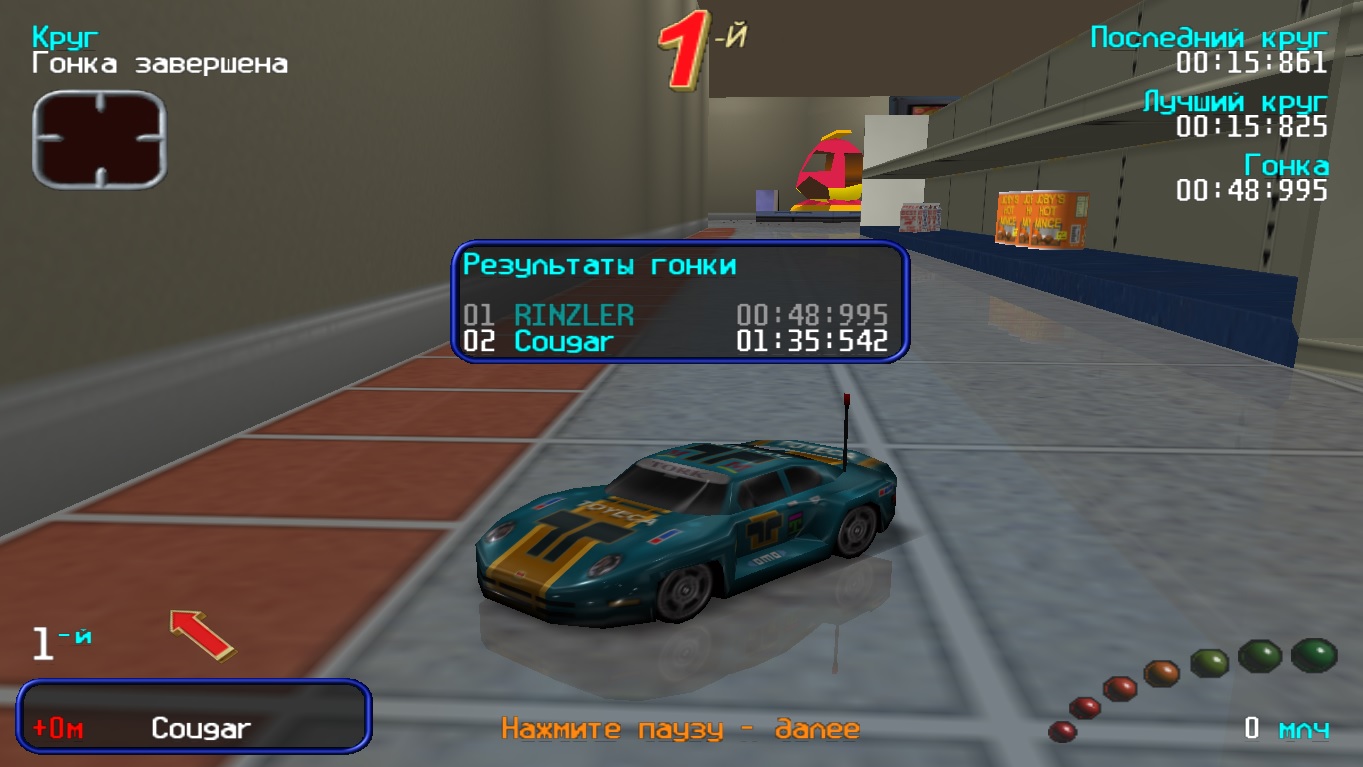 Круг
Гонка завершена
1-й
Последний круг
00:15:861
Лучший круг
00:15:825
Гонка
00:48:995
Результаты гонки
01 RINZLER 00:48:995
02 Cougar 01:35:542
TOYECA
1-й
+0м Cougar
Нажмите паузу - далее
0 млч